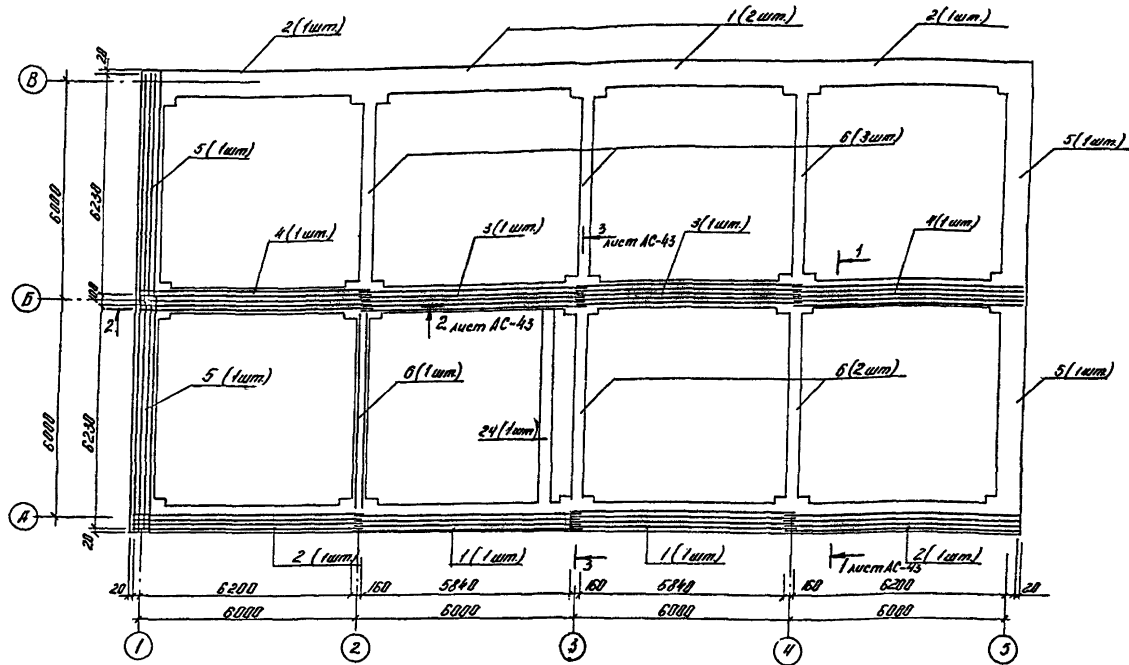 2(1шт.)
1(2шт.)
2(1шт.)
20
В
5(1шт)
6(3шт)
5(1шт.)
6000
6230
4(1шт.)
3(1шт.)
3
лист АС-43
3(1шт.)
1
4(1шт.)
Б
100
2
2 лист АС-43
5(1шт.)
6(1шт.)
6(2шт)
5(1шт.)
6000
6230
24(1шт)
А
20
2(1шт.)
1(1шт.)
3
1(1шт.)
1 лист АС-43
2(1шт.)
20 6200 160 5840 160 5840 160 6200 20
6000 6000 6000 6000
1 2 3 4 5